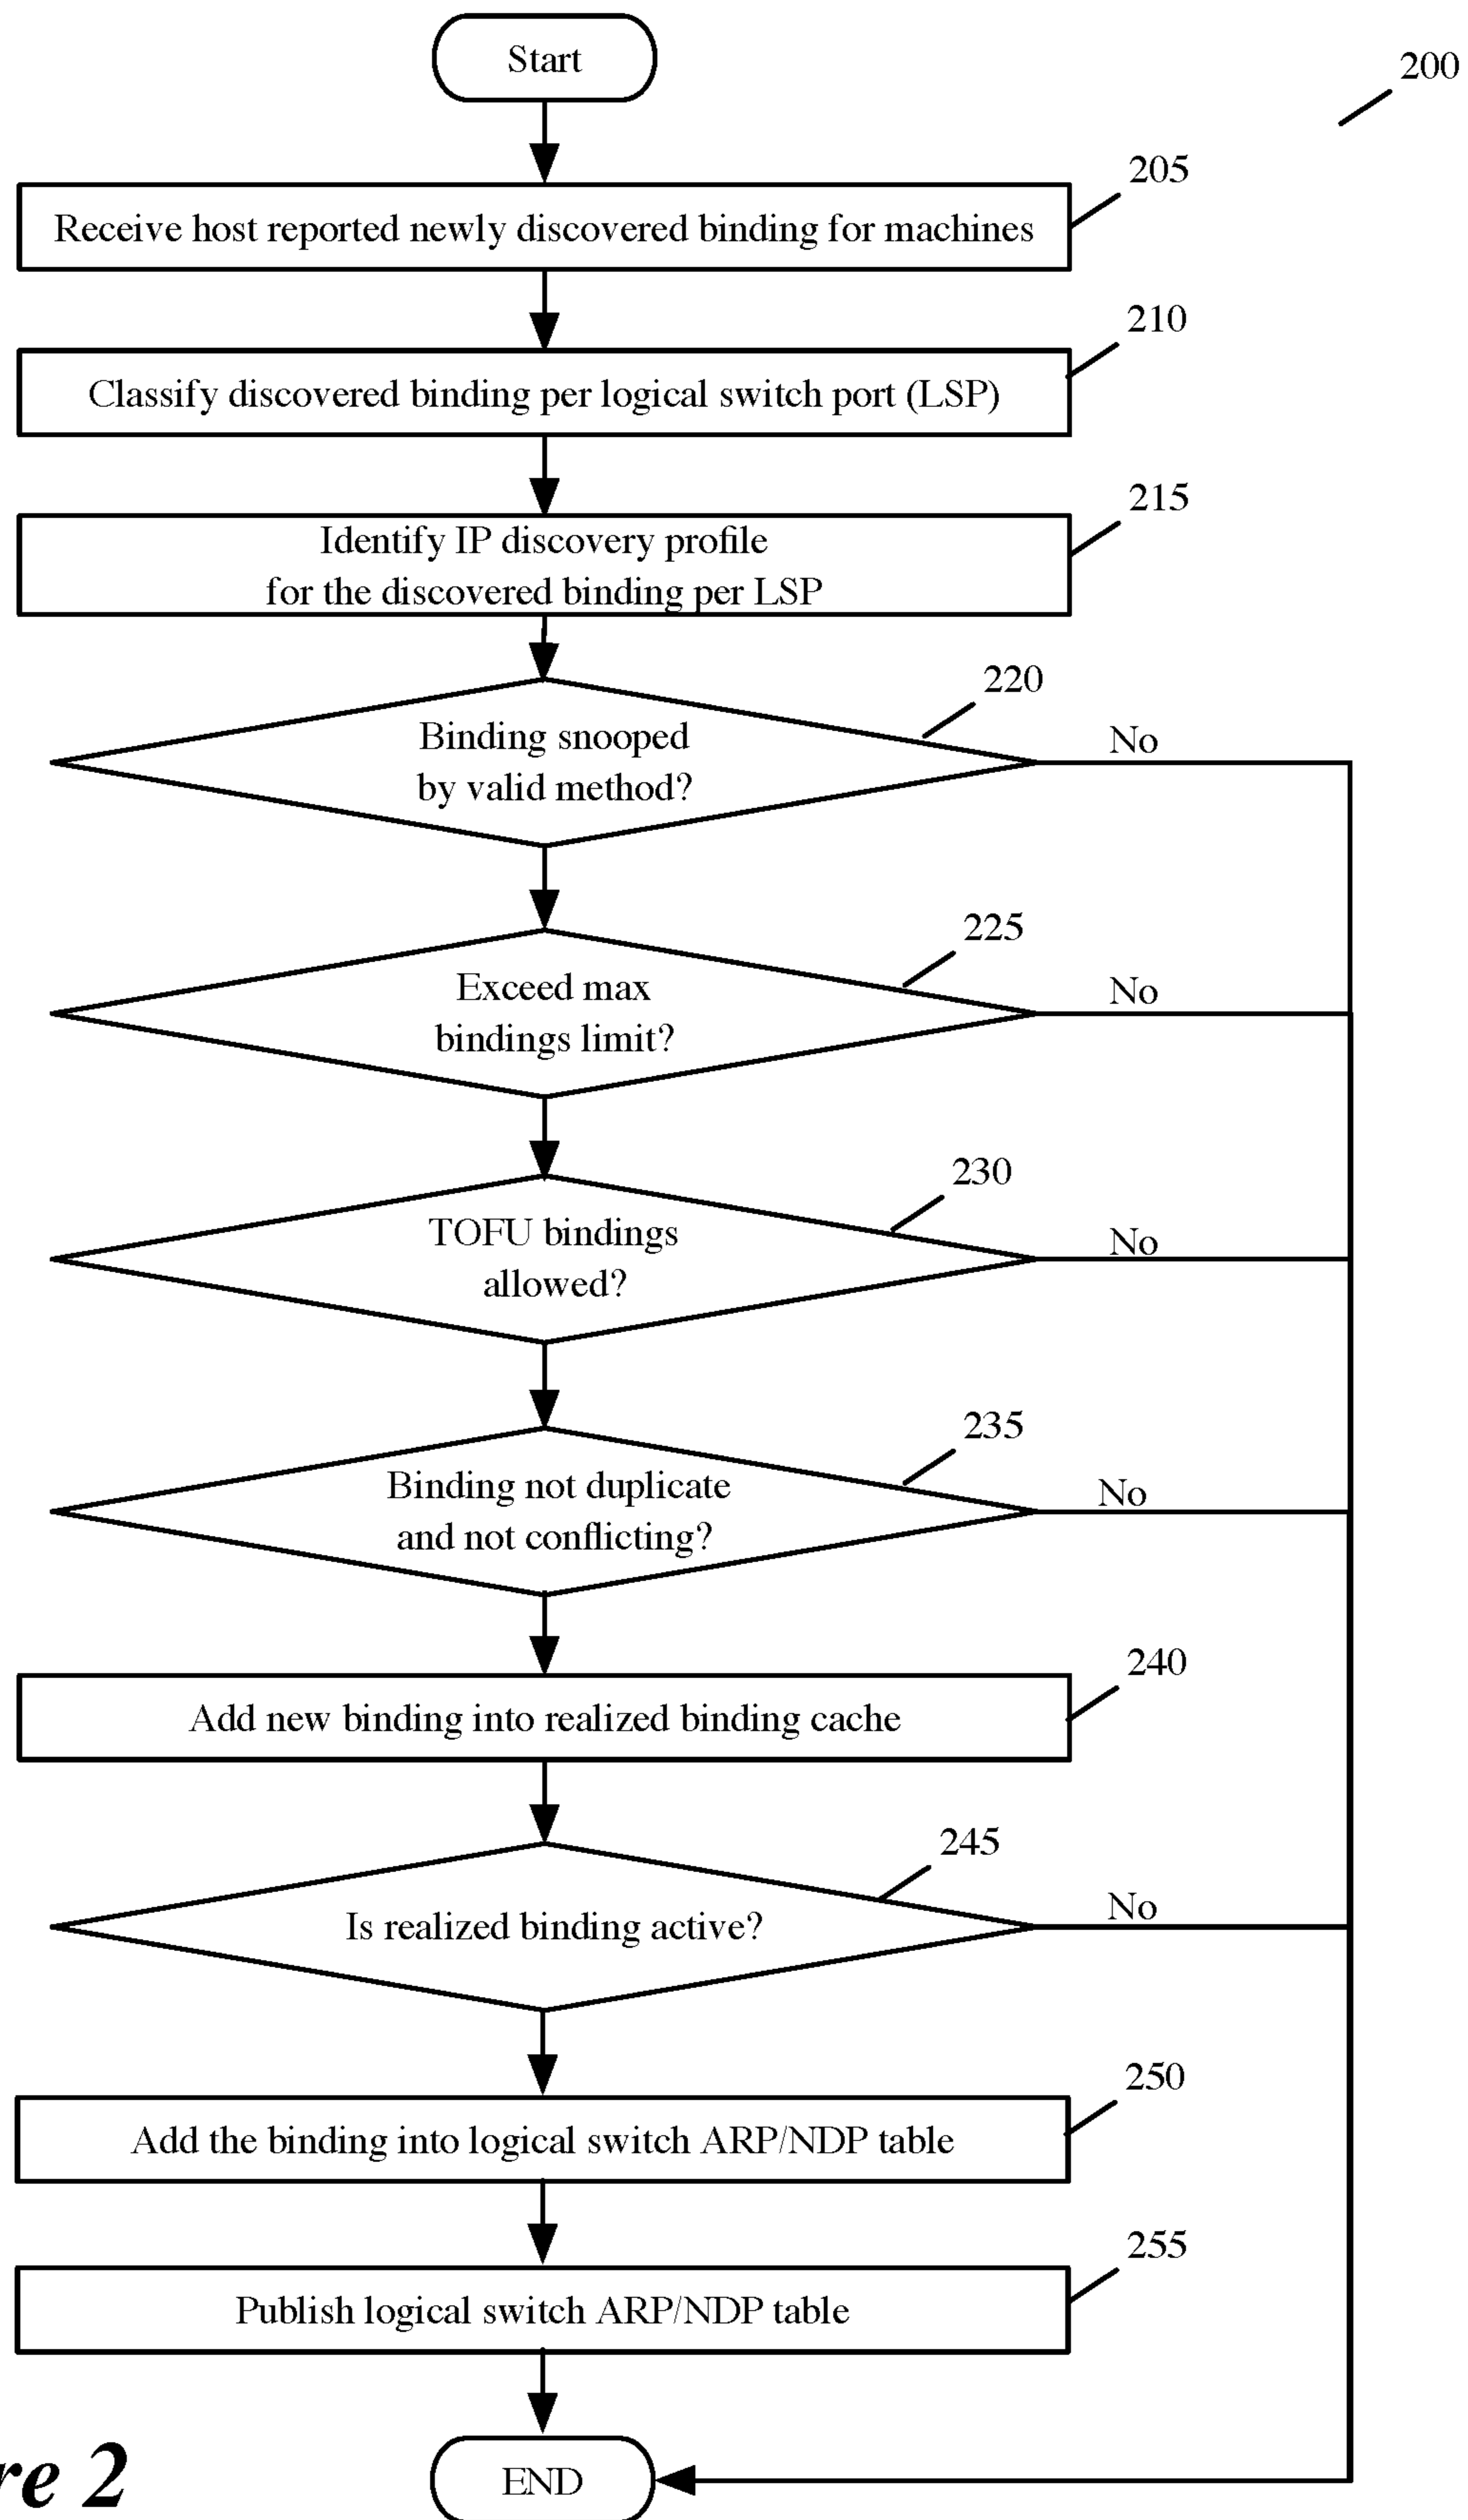 Start
200
205
Receive host reported newly discovered binding for machines
210
Classify discovered binding per logical switch port (LSP)
215
Identify IP discovery profile
for the discovered binding per LSP
220
Binding snooped
by valid method?
No
225
Exceed max
bindings limit?
No
230
TOFU bindings
allowed?
No
235
Binding not duplicate
and not conflicting?
No
240
Add new binding into realized binding cache
245
Is realized binding active?
No
250
Add the binding into logical switch ARP/NDP table
255
Publish logical switch ARP/NDP table
END
re 2